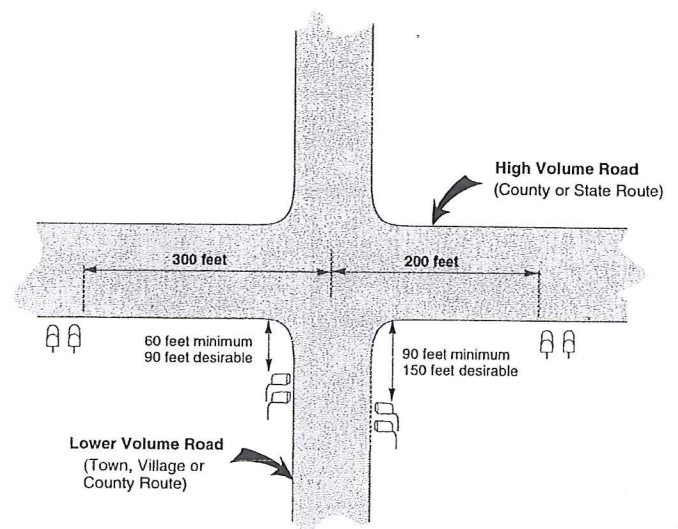 High Volume Road
(County or State Route)
300 feet
200 feet
60 feet minimum
90 feet desirable
90 feet minimum
150 feet desirable
Lower Volume Road
(Town, Village or
County Route)